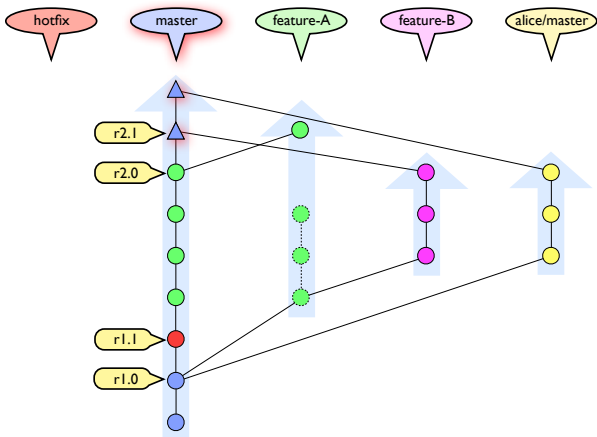 hotfix
master
feature-A
feature-B
alice/master
r2.1
r2.0
r1.1
r1.0